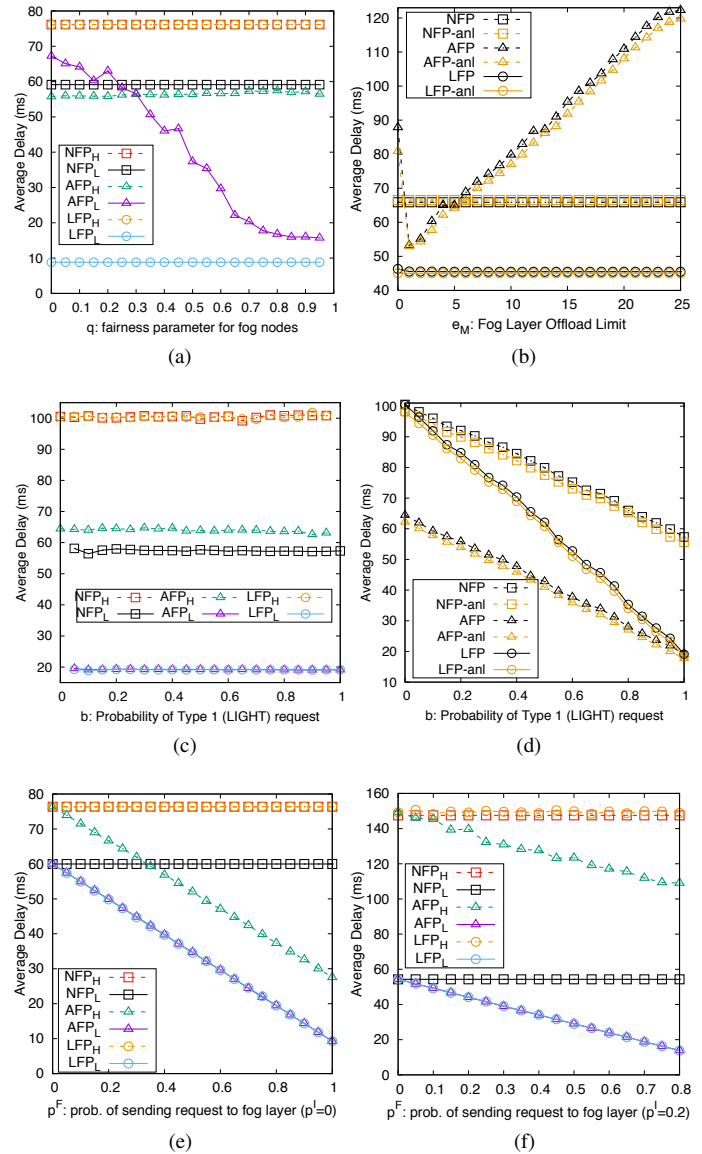 80
70
60
50
40
30
20
10
0
Average Delay (ms)
NFP_H
NFP_L
AFP_H
AFP_L
LFP_H
LFP_L
0 0.1 0.2 0.3 0.4 0.5 0.6 0.7 0.8 0.9 1
q: fairness parameter for fog nodes
(a)
120
110
100
90
80
70
60
50
40
Average Delay (ms)
NFP
NFP-anl
AFP
AFP-anl
LFP
LFP-anl
0 5 10 15 20 25
e_M: Fog Layer Offload Limit
(b)
100
90
80
70
60
50
40
30
20
Average Delay (ms)
NFP_H AFP_H LFP_H
NFP_L AFP_L LFP_L
0 0.2 0.4 0.6 0.8 1
b: Probability of Type 1 (LIGHT) request
(c)
100
90
80
70
60
50
40
30
20
10
Average Delay (ms)
NFP
NFP-anl
AFP
AFP-anl
LFP
LFP-anl
0 0.2 0.4 0.6 0.8 1
b: Probability of Type 1 (LIGHT) request
(d)
80
70
60
50
40
30
20
10
0
Average Delay (ms)
NFP_H
NFP_L
AFP_H
AFP_L
LFP_H
LFP_L
0 0.2 0.4 0.6 0.8 1
p^F: prob. of sending request to fog layer (p^I=0)
(e)
160
140
120
100
80
60
40
20
0
Average Delay (ms)
NFP_H
NFP_L
AFP_H
AFP_L
LFP_H
LFP_L
0 0.1 0.2 0.3 0.4 0.5 0.6 0.7 0.8
p^F: prob. of sending request to fog layer (p^I=0.2)
(f)